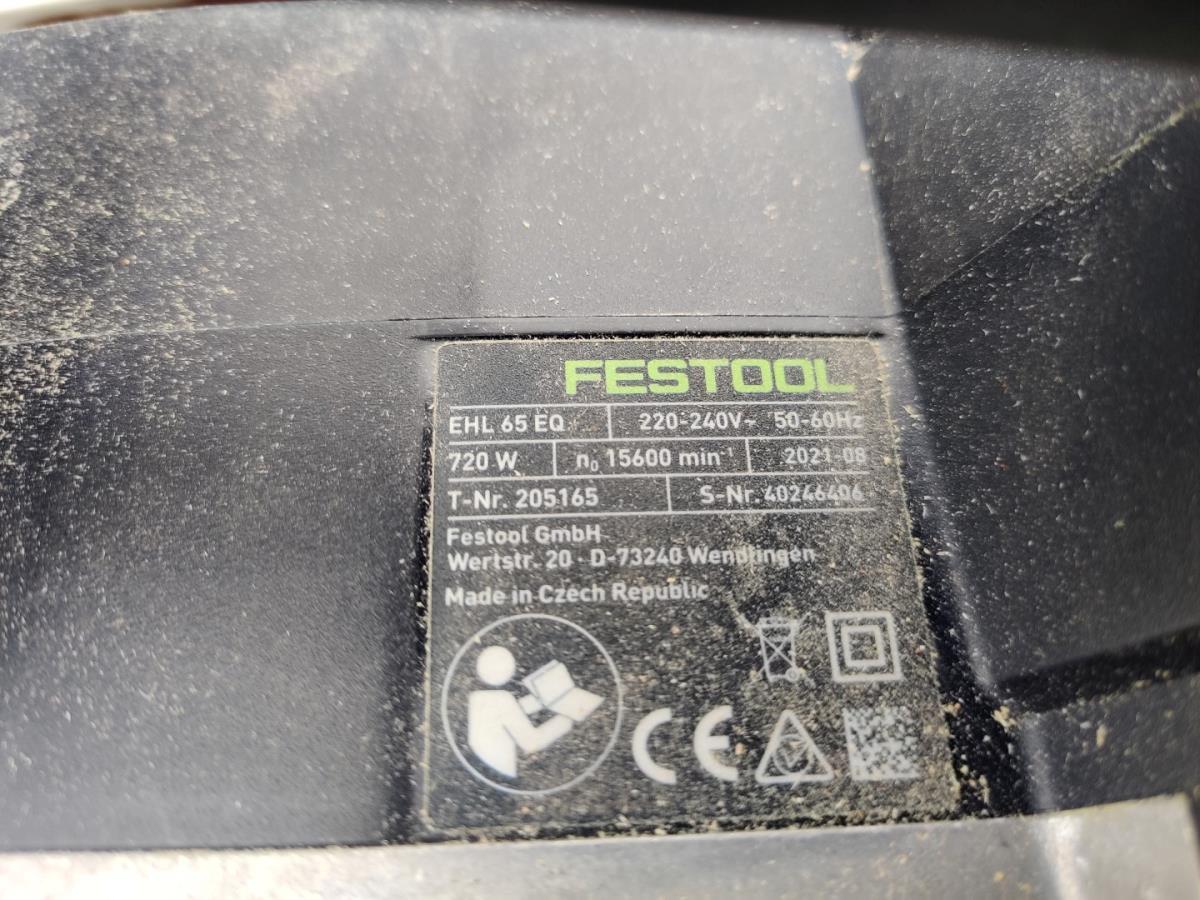 FESTOOL
EHL 65 EQ 220-240V~ 50-60Hz
720 W n₀ 15600 min⁻¹ 2021.08
T-Nr. 205165 S-Nr. 40246406
Festool GmbH
Wertstr. 20 · D-73240 Wendlingen
Made in Czech Republic
CE